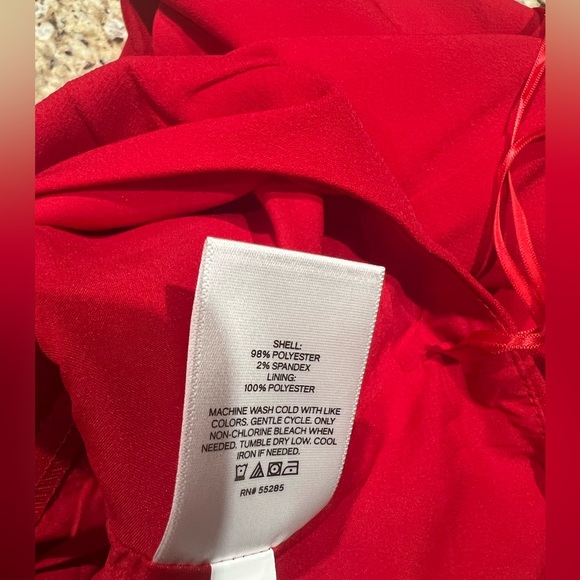 SHELL:
98% POLYESTER
2% SPANDEX
LINING:
100% POLYESTER
MACHINE WASH COLD WITH LIKE
COLORS. GENTLE CYCLE. ONLY
NON-CHLORINE BLEACH WHEN
NEEDED. TUMBLE DRY LOW. COOL
IRON IF NEEDED.
RN# 55285